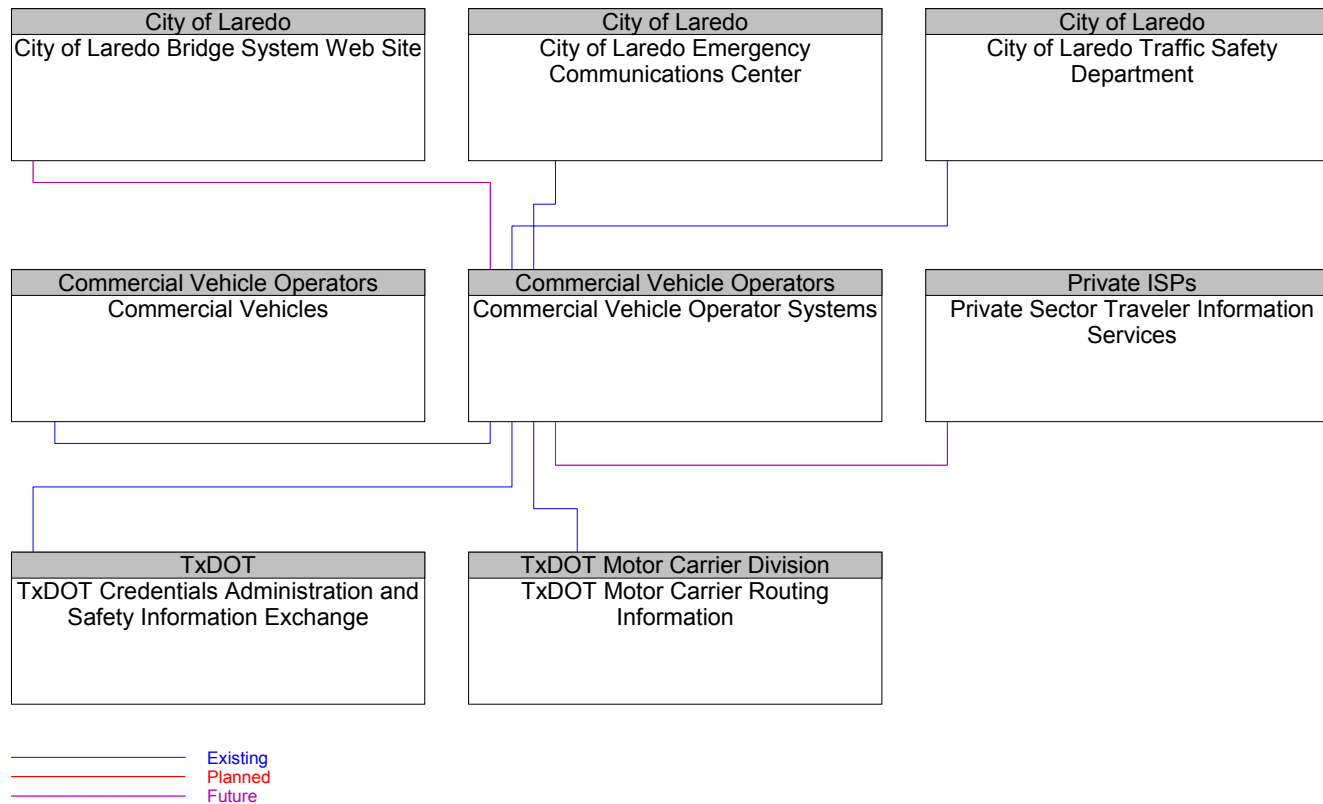 City of Laredo
City of Laredo Bridge System Web Site
City of Laredo
City of Laredo Emergency
Communications Center
City of Laredo
City of Laredo Traffic Safety
Department
Commercial Vehicle Operators
Commercial Vehicles
Commercial Vehicle Operators
Commercial Vehicle Operator Systems
Private ISPs
Private Sector Traveler Information
Services
TxDOT
TxDOT Credentials Administration and
Safety Information Exchange
TxDOT Motor Carrier Division
TxDOT Motor Carrier Routing
Information
Existing
Planned
Future